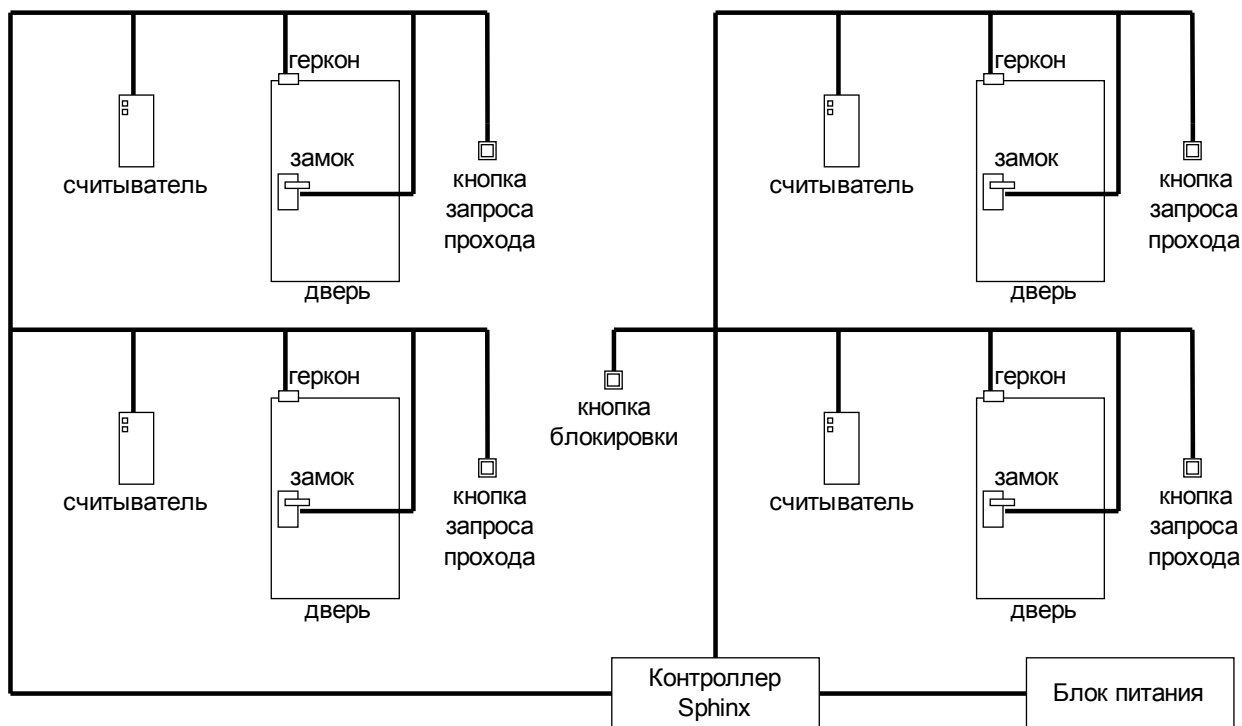 геркон
замок
считыватель
кнопка
запроса
прохода
дверь
геркон
замок
считыватель
кнопка
запроса
прохода
дверь
геркон
замок
считыватель
кнопка
запроса
прохода
дверь
кнопка
блокировки
геркон
замок
считыватель
кнопка
запроса
прохода
дверь
Контроллер
Sphinx
Блок питания